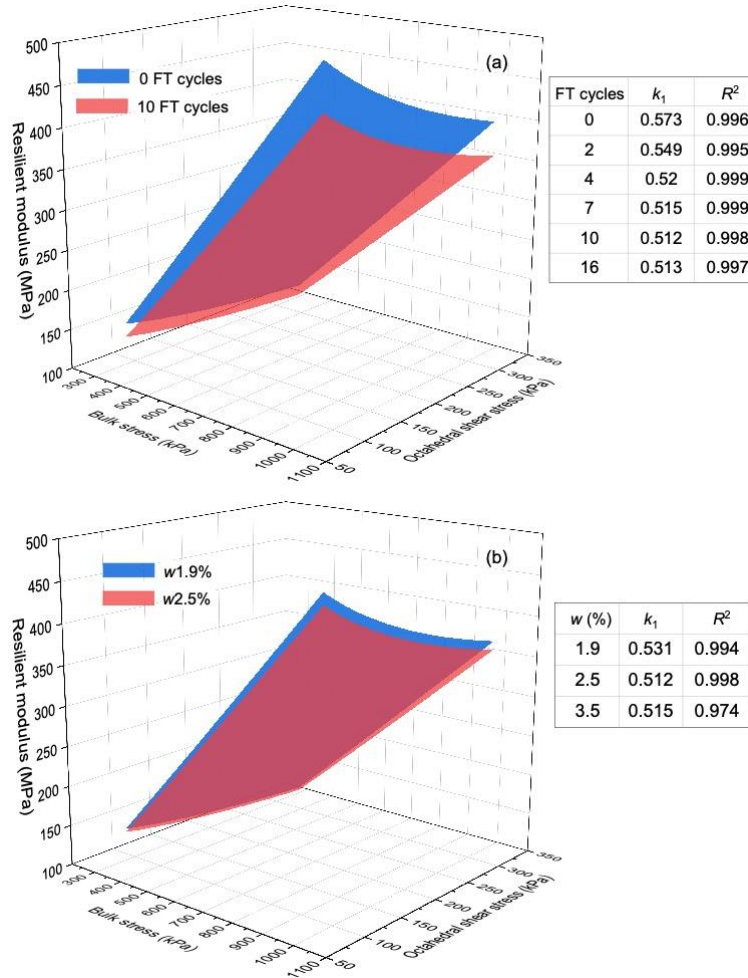 (a)
0 FT cycles
10 FT cycles
Resilient modulus (MPa)
500
450
400
350
300
250
200
150
100
300
400
500
600
700
800
900
1000
1100
Bulk stress (kPa)
50
100
150
200
250
300
350
Octahedral shear stress (kPa)
FT cycles k1 R2
0 0.573 0.996
2 0.549 0.995
4 0.52 0.999
7 0.515 0.999
10 0.512 0.998
16 0.513 0.997
(b)
w1.9%
w2.5%
Resilient modulus (MPa)
500
450
400
350
300
250
200
150
100
300
400
500
600
700
800
900
1000
1100
Bulk stress (kPa)
50
100
150
200
250
300
350
Octahedral shear stress (kPa)
w (%) k1 R2
1.9 0.531 0.994
2.5 0.512 0.998
3.5 0.515 0.974